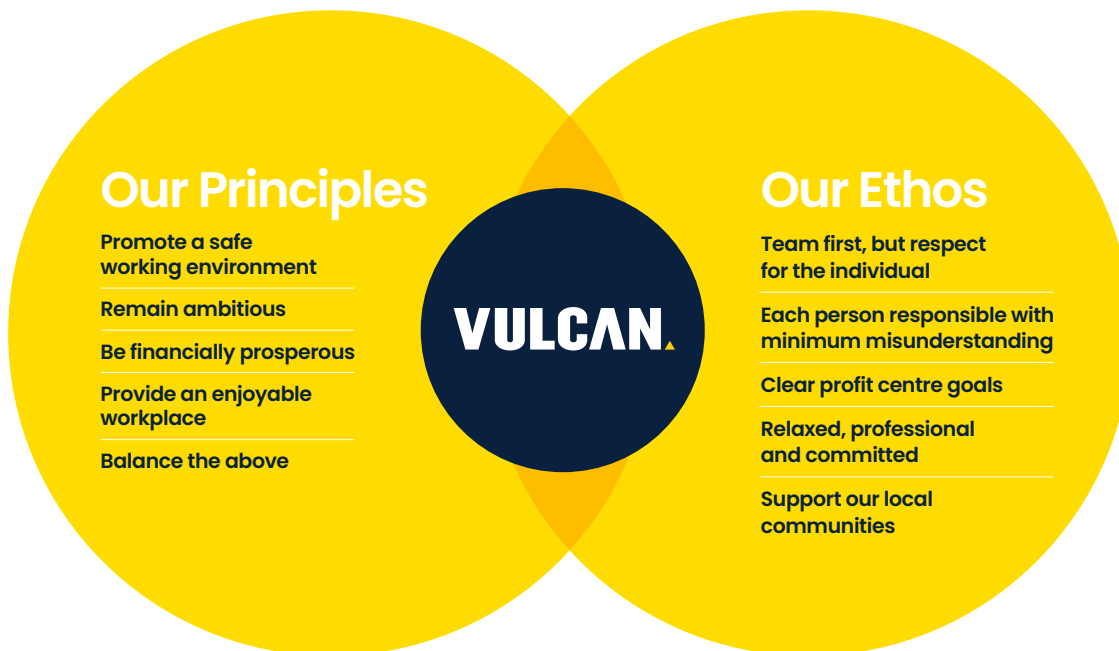 Our Principles
Promote a safe
working environment
Remain ambitious
Be financially prosperous
Provide an enjoyable
workplace
Balance the above
VULCAN.
Our Ethos
Team first, but respect
for the individual
Each person responsible with
minimum misunderstanding
Clear profit centre goals
Relaxed, professional
and committed
Support our local
communities